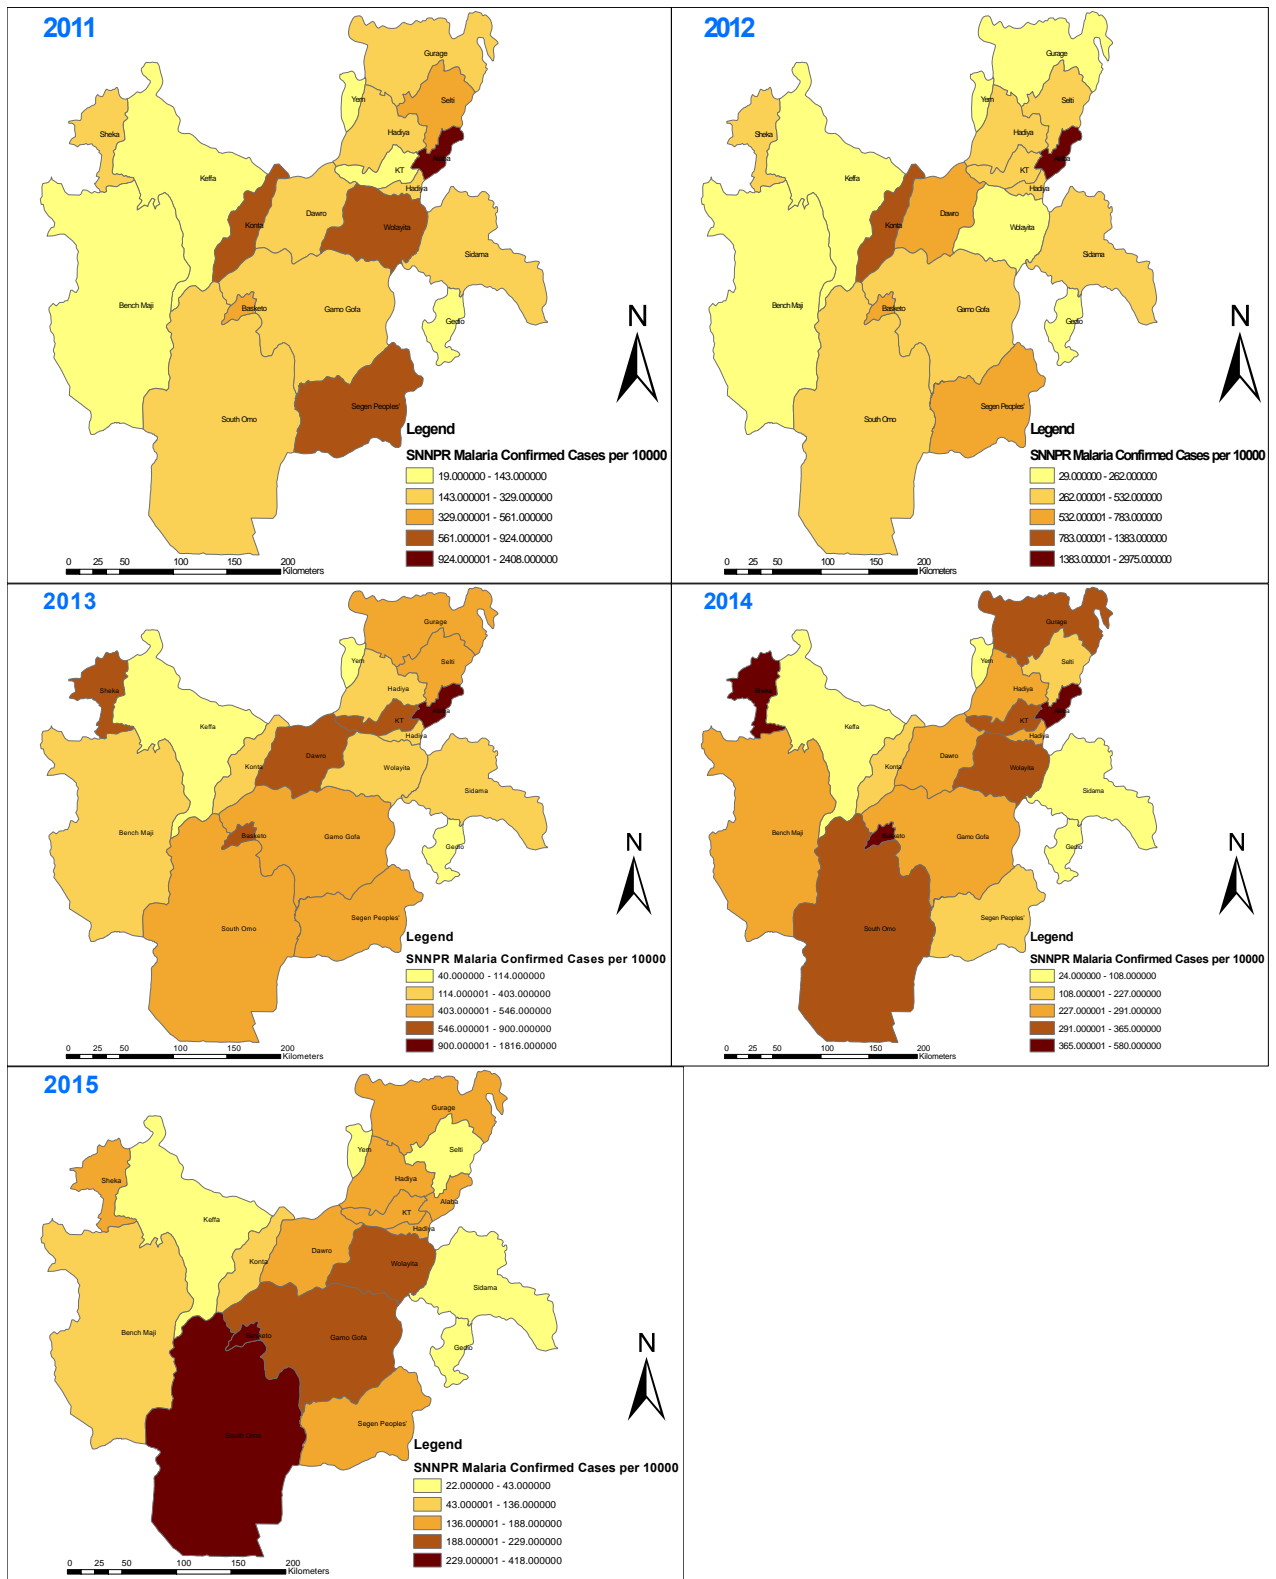 2011
Gurage
Yem
Selti
Sheka
Hadiya
Alaba
KT
Keffa
Hadiya
Konta
Dawro
Wolayita
Sidama
Bench Maji
Basketo
Gamo Gofa
Gedio
N
South Omo
Segen Peoples'
Legend
SNNPR Malaria Confirmed Cases per 10000
19.000000 - 143.000000
143.000001 - 329.000000
329.000001 - 561.000000
561.000001 - 924.000000
924.000001 - 2408.000000
0 25 50 100 150 200
Kilometers
2012
Gurage
Yem
Selti
Sheka
Hadiya
Alaba
KT
Keffa
Hadiya
Konta
Dawro
Wolayita
Sidama
Bench Maji
Basketo
Gamo Gofa
Gedio
N
South Omo
Segen Peoples'
Legend
SNNPR Malaria Confirmed Cases per 10000
29.000000 - 262.000000
262.000001 - 532.000000
532.000001 - 783.000000
783.000001 - 1383.000000
1383.000001 - 2975.000000
0 25 50 100 150 200
Kilometers
2013
Gurage
Yem
Selti
Sheka
Hadiya
KT
Keffa
Hadiya
Konta
Dawro
Wolayita
Sidama
Bench Maji
Basketo
Gamo Gofa
Gedio
N
South Omo
Segen Peoples'
Legend
SNNPR Malaria Confirmed Cases per 10000
40.000000 - 114.000000
114.000001 - 403.000000
403.000001 - 546.000000
546.000001 - 900.000000
900.000001 - 1816.000000
0 25 50 100 150 200
Kilometers
2014
Gurage
Yem
Selti
Sheka
Hadiya
Alaba
KT
Keffa
Hadiya
Konta
Dawro
Wolayita
Sidama
Bench Maji
Basketo
Gamo Gofa
Gedio
N
South Omo
Segen Peoples'
Legend
SNNPR Malaria Confirmed Cases per 10000
24.000000 - 108.000000
108.000001 - 227.000000
227.000001 - 291.000000
291.000001 - 365.000000
365.000001 - 580.000000
0 25 50 100 150 200
Kilometers
2015
Gurage
Yem
Selti
Sheka
Hadiya
Alaba
KT
Keffa
Hadiya
Konta
Dawro
Wolayita
Sidama
Bench Maji
Basketo
Gamo Gofa
Gedio
N
South Omo
Segen Peoples'
Legend
SNNPR Malaria Confirmed Cases per 10000
22.000000 - 43.000000
43.000001 - 136.000000
136.000001 - 188.000000
188.000001 - 229.000000
229.000001 - 418.000000
0 25 50 100 150 200
Kilometers